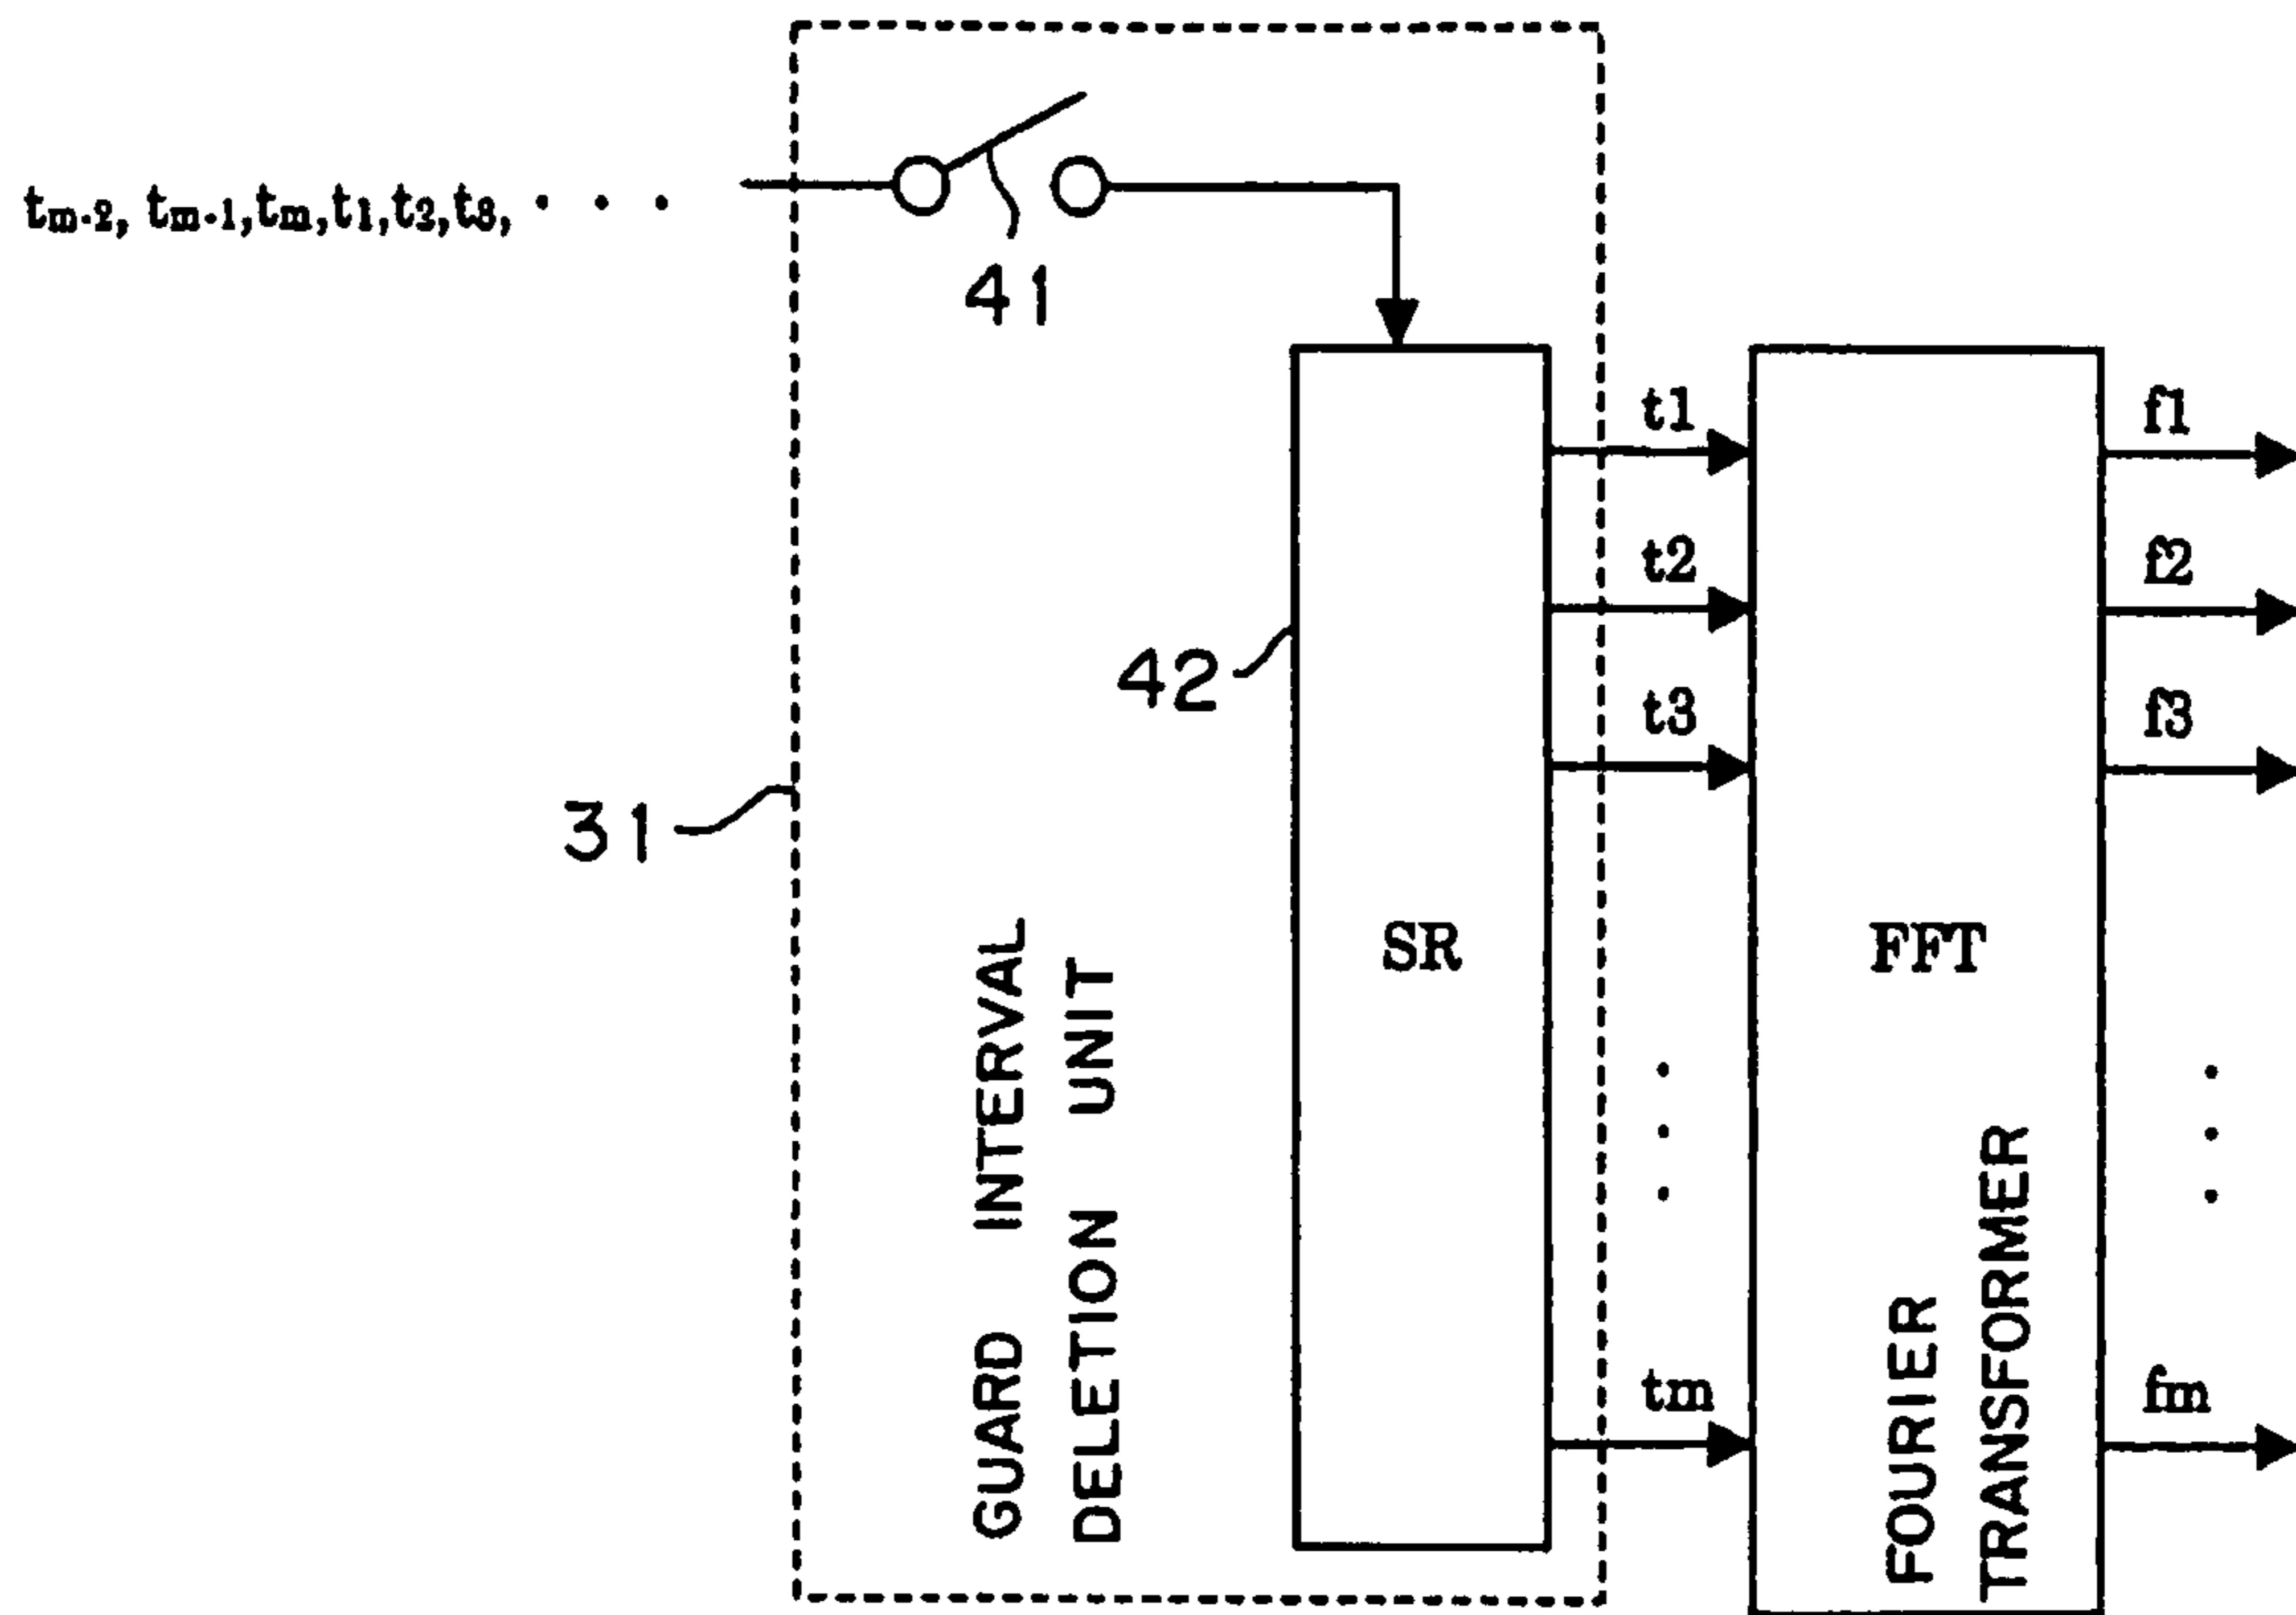 tm-2, tm-1,tm,t1,t2,t3, · · ·
41
t1
f1
t2
f2
42
t3
f3
31
SR
FFT
GUARD INTERVAL
DELETION UNIT
FOURIER
TRANSFORMER
tm
fm